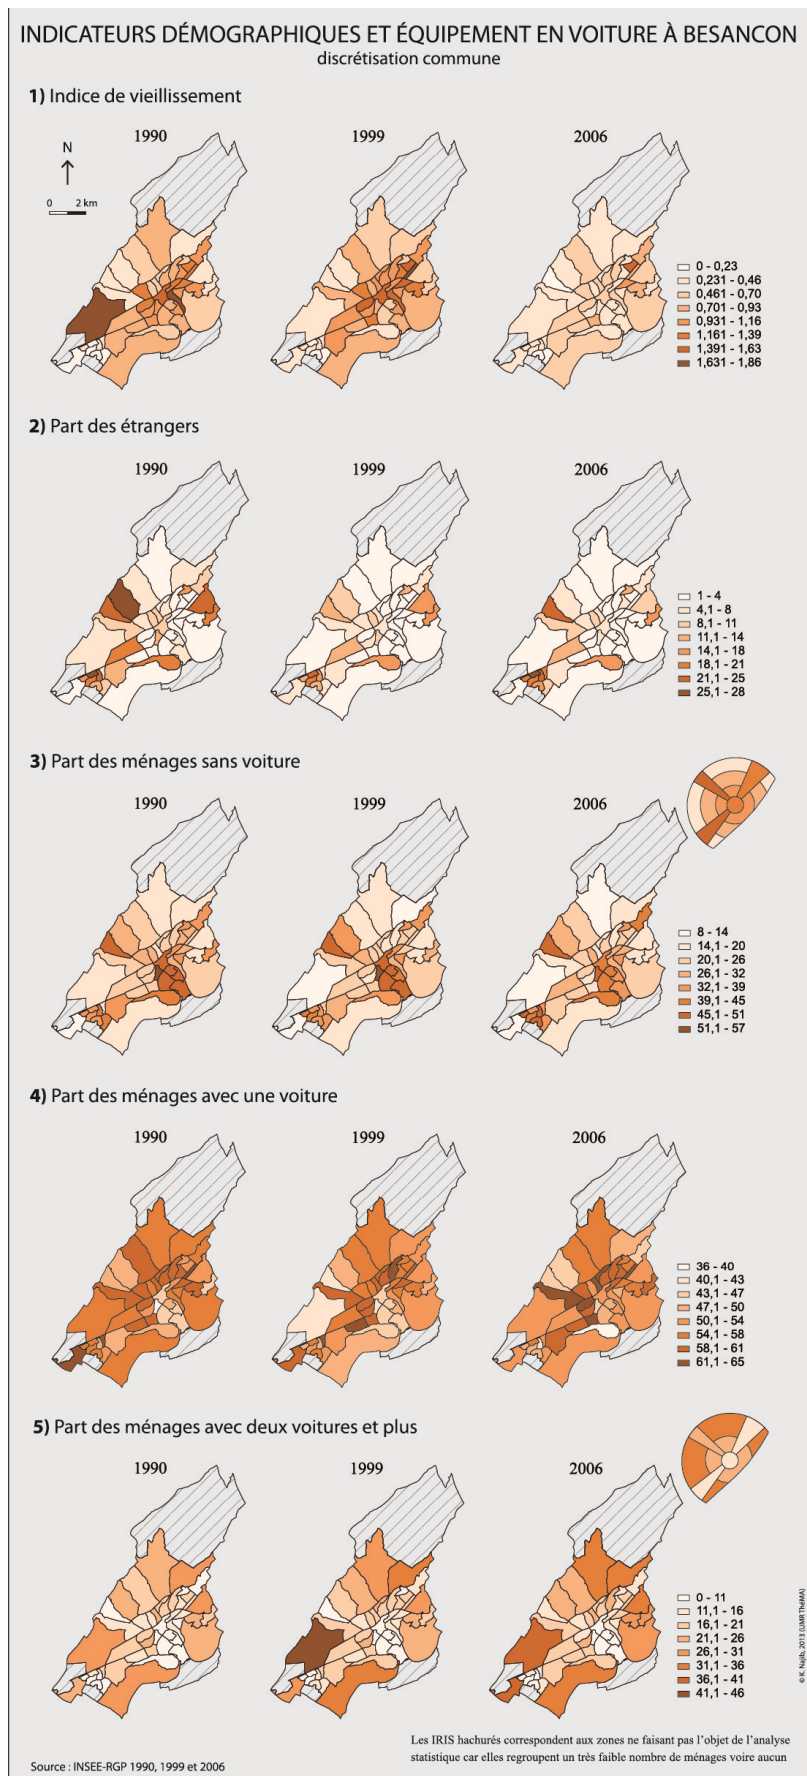 INDICATEURS DÉMOGRAPHIQUES ET ÉQUIPEMENT EN VOITURE À BESANCON
discrétisation commune
1) Indice de vieillissement
1990
1999
2006
N
0 2 km
0 - 0,23
0,231 - 0,46
0,461 - 0,70
0,701 - 0,93
0,931 - 1,16
1,161 - 1,39
1,391 - 1,63
1,631 - 1,86
2) Part des étrangers
1990
1999
2006
1 - 4
4,1 - 8
8,1 - 11
11,1 - 14
14,1 - 18
18,1 - 21
21,1 - 25
25,1 - 28
3) Part des ménages sans voiture
1990
1999
2006
8 - 14
14,1 - 20
20,1 - 26
26,1 - 32
32,1 - 39
39,1 - 45
45,1 - 51
51,1 - 57
4) Part des ménages avec une voiture
1990
1999
2006
36 - 40
40,1 - 43
43,1 - 47
47,1 - 50
50,1 - 54
54,1 - 58
58,1 - 61
61,1 - 65
5) Part des ménages avec deux voitures et plus
1990
1999
2006
0 - 11
11,1 - 16
16,1 - 21
21,1 - 26
26,1 - 31
31,1 - 36
36,1 - 41
41,1 - 46
© K. Najib, 2013 (UMR ThéMA)
Les IRIS hachurés correspondent aux zones ne faisant pas l'objet de l'analyse
statistique car elles regroupent un très faible nombre de ménages voire aucun
Source : INSEE-RGP 1990, 1999 et 2006